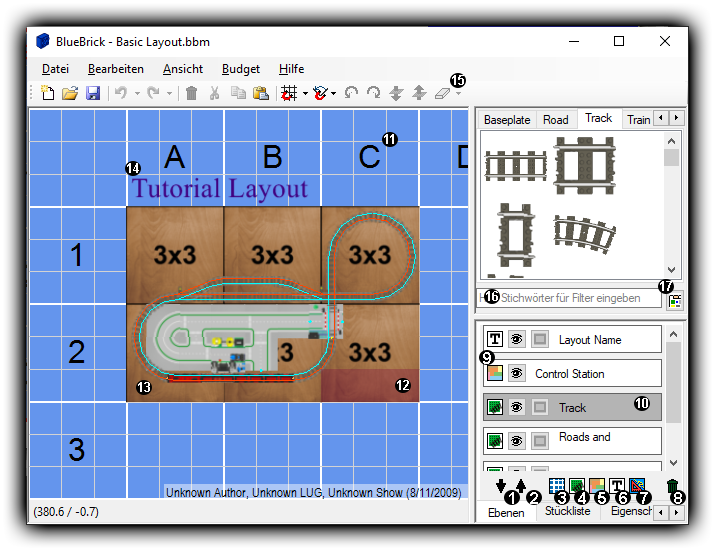 BlueBrick - Basic Layout.bbm
Datei Bearbeiten Ansicht Budget Hilfe
15
A B C D
11
14
Tutorial Layout
1 3x3 3x3 3x3
2 3 3x3
13 12
3
Unknown Author, Unknown LUG, Unknown Show (8/11/2009)
(380.6 / -0.7)
Baseplate Road Track Train
17
16 Stichwörter für Filter eingeben
T Layout Name
9
Control Station
Track 10
Roads and
T
1 2 3 4 5 6 7 8
Ebenen Stückliste Eigensch